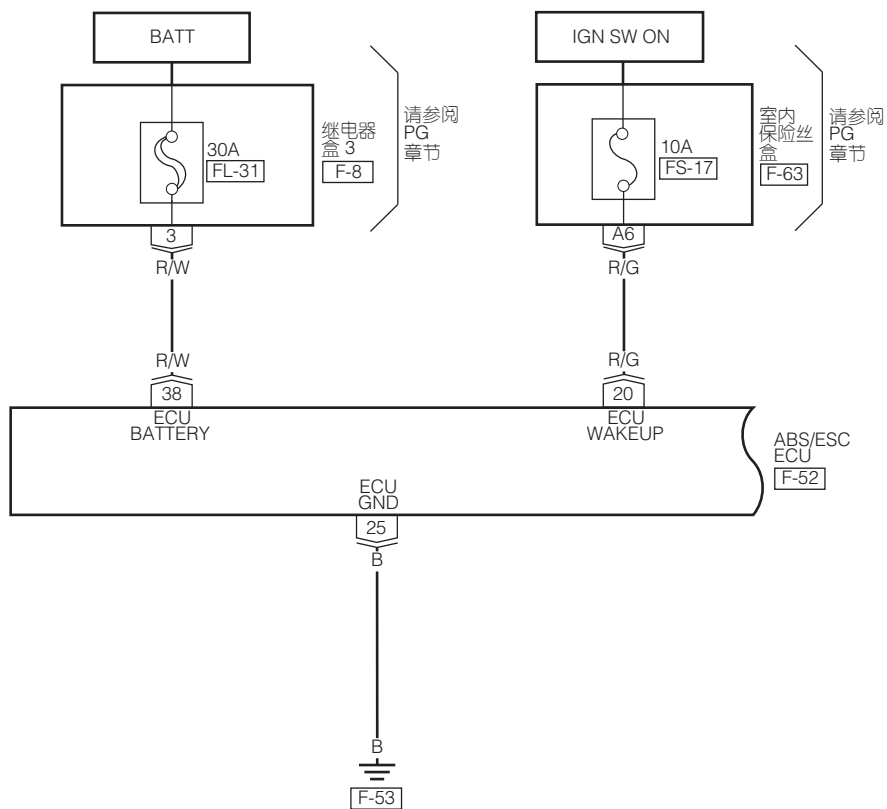 BATT
IGN SW ON
30A
FL-31
继电器
盒 3
F-8
请参阅
PG
章节
10A
FS-17
室内
保险丝
盒
F-63
请参阅
PG
章节
3
A6
R/W
R/G
R/W
R/G
38
20
ECU
BATTERY
ECU
WAKEUP
ABS/ESC
ECU
F-52
ECU
GND
25
B
B
F-53